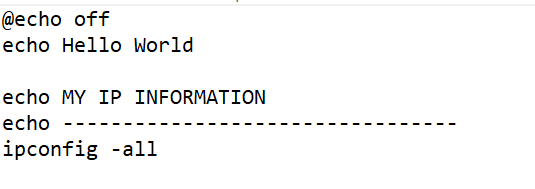 @echo off
echo Hello World
echo MY IP INFORMATION
echo ---------------------------------
ipconfig -all